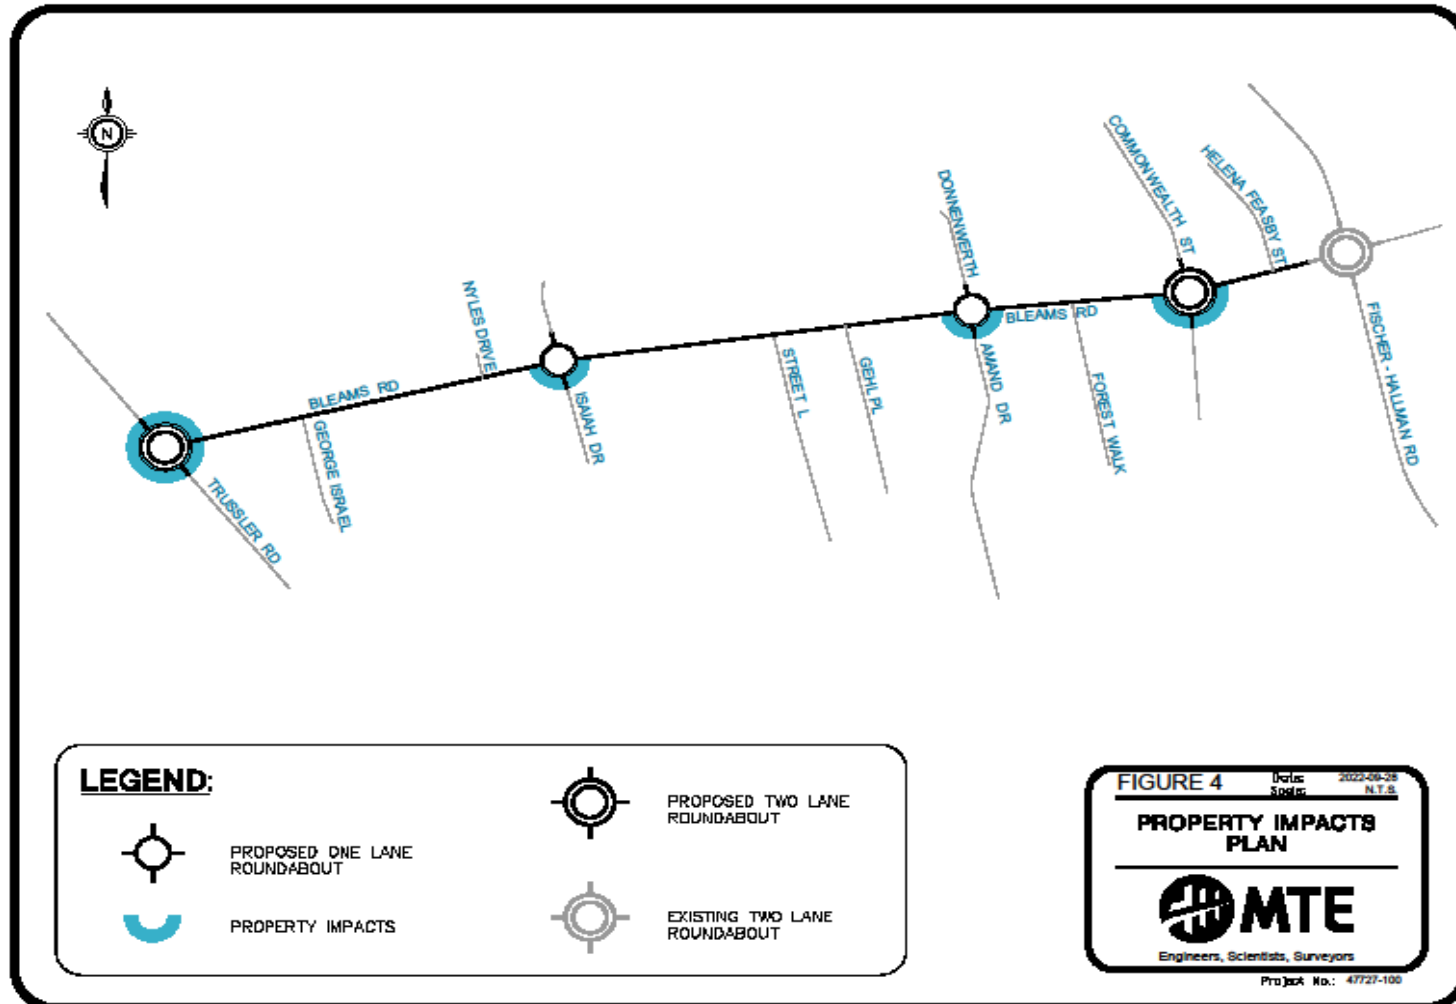 N
COMMONWEALTH ST
HELENA FEASBY ST
DONNENWERTH
NYLES DRIVE
BLEAMS RD
BLEAMS RD
ISAIAH DR
STREET L
GEHL PL
AMAND DR
FOREST WALK
FISCHER - HALLMAN RD
GEORGE ISRAEL
TRUSSLER RD
LEGEND:
PROPOSED ONE LANE
ROUNDABOUT
PROPERTY IMPACTS
PROPOSED TWO LANE
ROUNDABOUT
EXISTING TWO LANE
ROUNDABOUT
FIGURE 4
Date: 2022-09-28
Scale: N.T.S.
PROPERTY IMPACTS
PLAN
MTE
Engineers, Scientists, Surveyors
Project No.: 47727-100